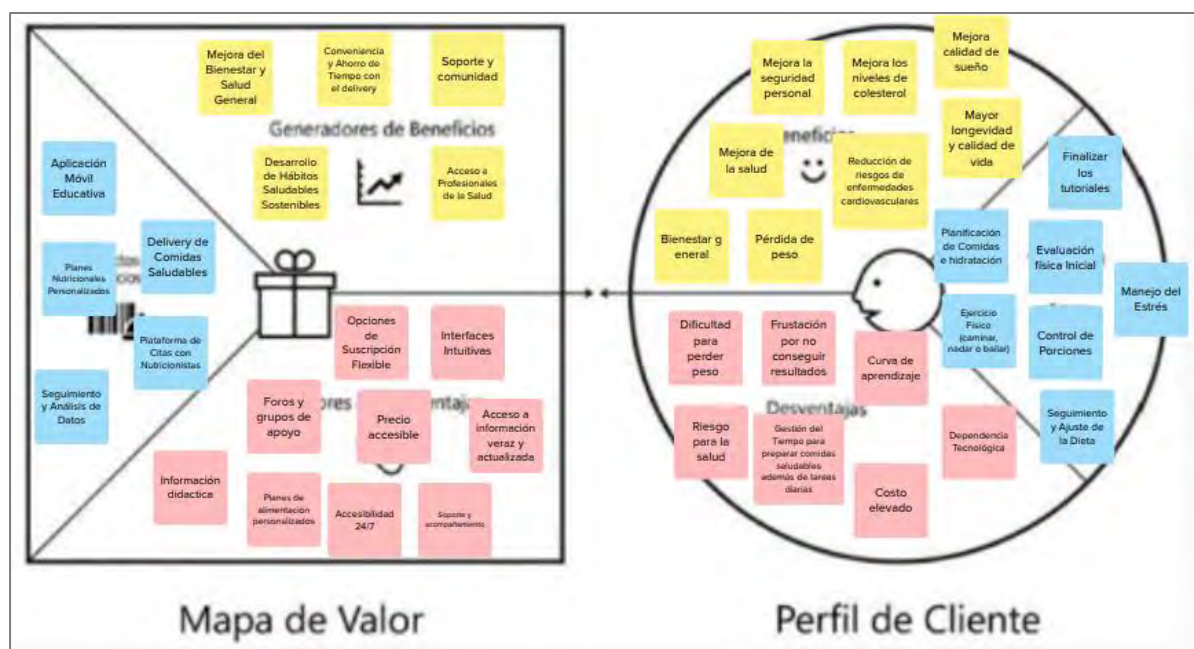 Mejora del
Bienestar y
Salud
General
Conveniencia
y Ahorro de
Tiempo con
el delivery
Soporte y
comunidad
Generadores de Beneficios
Desarrollo
de Hábitos
Saludables
Sostenibles
Acceso a
Profesionales
de la Salud
Aplicación
Móvil
Educativa
Delivery de
Comidas
Saludables
Planes
Nutricionales
Personalizados
Plataforma de
Citas con
Nutricionistas
Seguimiento
y Análisis de
Datos
Opciones
de
Suscripción
Flexible
Interfaces
Intuitivas
Foros y
grupos de
apoyo
Precio
accesible
Acceso a
información
veraz y
actualizada
Información
didactica
Planes de
alimentación
personalizados
Accesibilidad
24/7
Soporte y
acompañamiento
Mapa de Valor
Mejora la
seguridad
personal
Mejora los
niveles de
colesterol
Mejora
calidad de
sueño
Mejora de
la salud
Reducción de
riesgos de
enfermedades
cardiovasculares
Mayor
longevidad
y calidad de
vida
Bienestar g
eneral
Pérdida de
peso
Finalizar
los
tutoriales
Planificación
de Comidas
e hidratación
Evaluación
física Inicial
Manejo del
Estrés
Ejercicio
Físico
(caminar,
nadar o bailar)
Control de
Porciones
Seguimiento
y Ajuste de
la Dieta
Dificultad
para
perder
peso
Frustación
por no
conseguir
resultados
Curva de
aprendizaje
Desventajas
Riesgo
para la
salud
Gestión del
Tiempo para
preparar comidas
saludables
además de tareas
diarias
Costo
elevado
Dependencia
Tecnológica
Perfil de Cliente